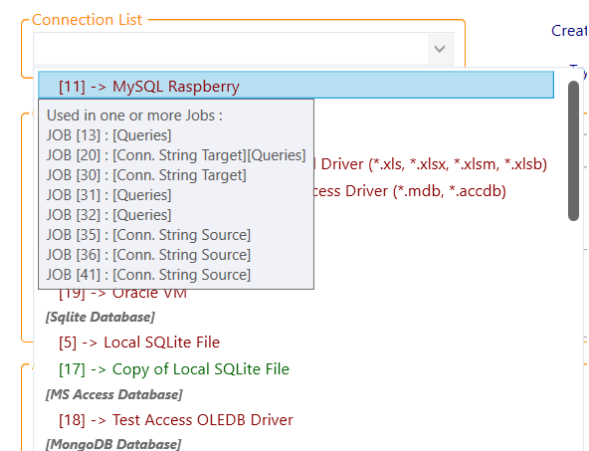 Connection List
Creat
[11] -> MySQL Raspberry
Used in one or more Jobs :
JOB [13] : [Queries]
JOB [20] : [Conn. String Target][Queries]
JOB [30] : [Conn. String Target]
JOB [31] : [Queries]
JOB [32] : [Queries]
JOB [35] : [Conn. String Source]
JOB [36] : [Conn. String Source]
JOB [41] : [Conn. String Source]
Driver (*.xls, *.xlsx, *.xlsm, *.xlsb)
cess Driver (*.mdb, *.accdb)
[19] -> Oracle VM
[Sqlite Database]
[5] -> Local SQLite File
[17] -> Copy of Local SQLite File
[MS Access Database]
[18] -> Test Access OLEDB Driver
[MongoDB Database]